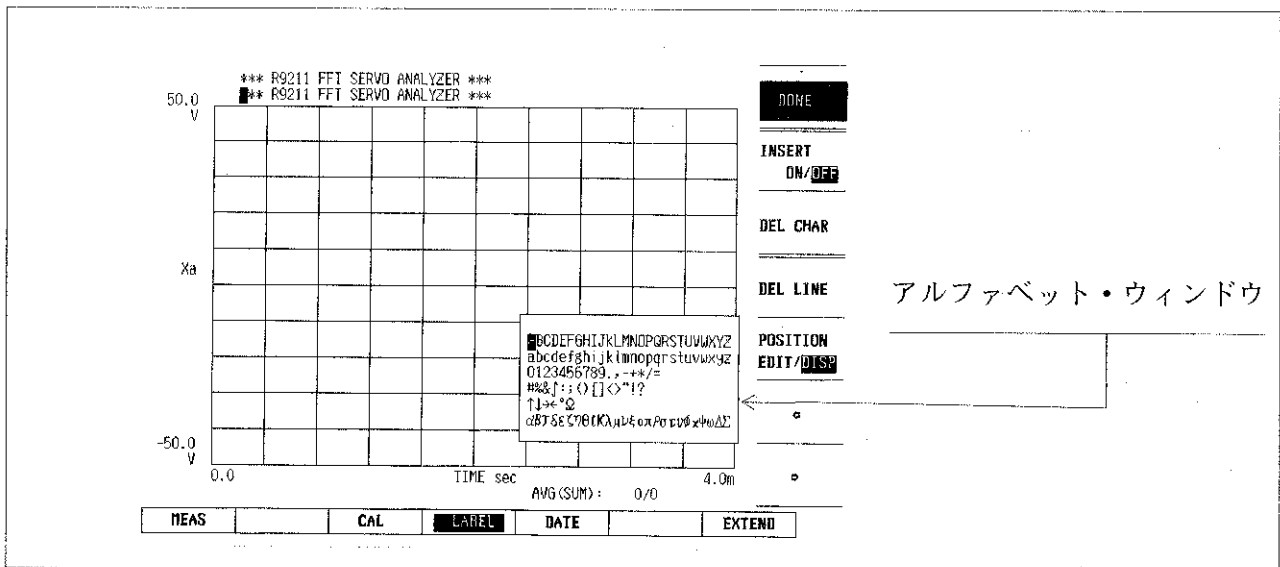 *** R9211 FFT SERVO ANALYZER ***
*** R9211 FFT SERVO ANALYZER ***
50.0
V
Xa
-50.0
V
0.0
TIME sec
4.0m
AVG(SUM): 0/0
ABCDEFGHIJKLMNOPQRSTUVWXYZ
abcdefghijklmnopqrstuvwxyz
0123456789.,-+*/=
#%&∫:;()[]<>"!?
↑↓→←°Ω
αβγδεζηθικλμνξοπρστυφχψωΔΣ
DONE
INSERT
ON/OFF
DEL CHAR
DEL LINE
POSITION
EDIT/DISP
アルファベット・ウィンドウ
MEAS
CAL
LABEL
DATE
EXTEND